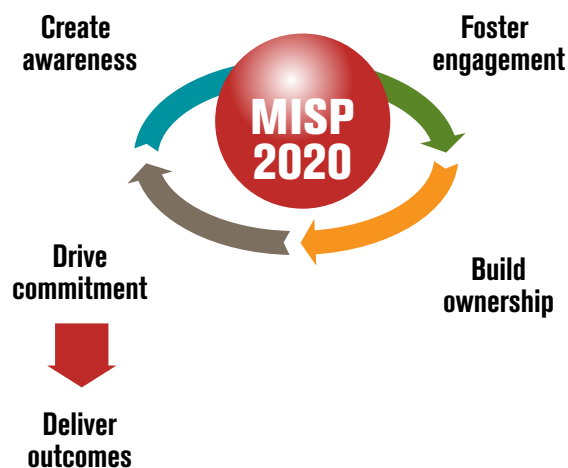 Create
awareness
Foster
engagement
MISP
2020
Drive
commitment
Build
ownership
Deliver
outcomes